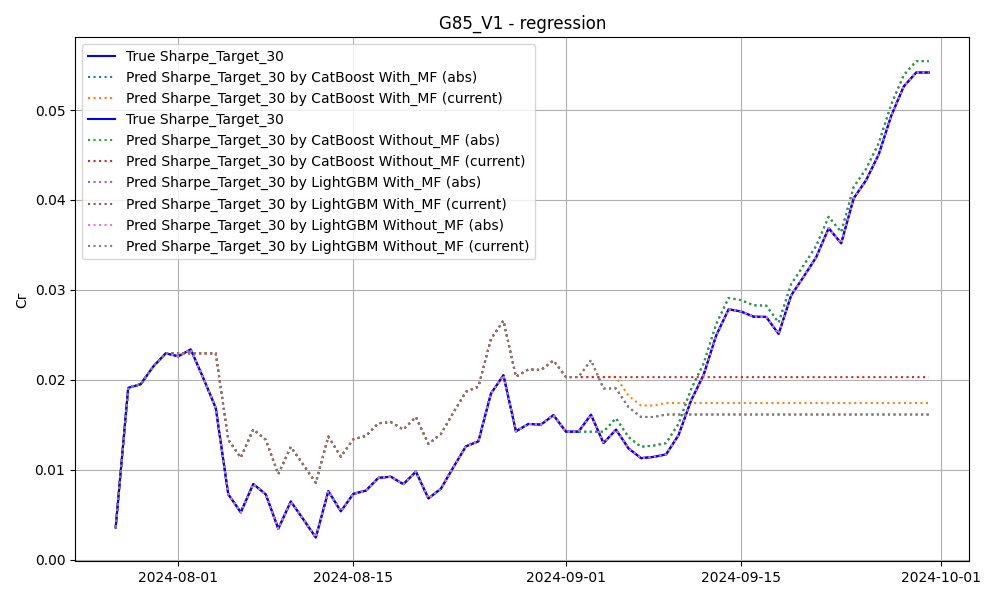 G85_V1 - regression
True Sharpe_Target_30
Pred Sharpe_Target_30 by CatBoost With_MF (abs)
Pred Sharpe_Target_30 by CatBoost With_MF (current)
True Sharpe_Target_30
Pred Sharpe_Target_30 by CatBoost Without_MF (abs)
Pred Sharpe_Target_30 by CatBoost Without_MF (current)
Pred Sharpe_Target_30 by LightGBM With_MF (abs)
Pred Sharpe_Target_30 by LightGBM With_MF (current)
Pred Sharpe_Target_30 by LightGBM Without_MF (abs)
Pred Sharpe_Target_30 by LightGBM Without_MF (current)
0.05
0.04
0.03
0.02
0.01
0.00
Cr
2024-08-01
2024-08-15
2024-09-01
2024-09-15
2024-10-01